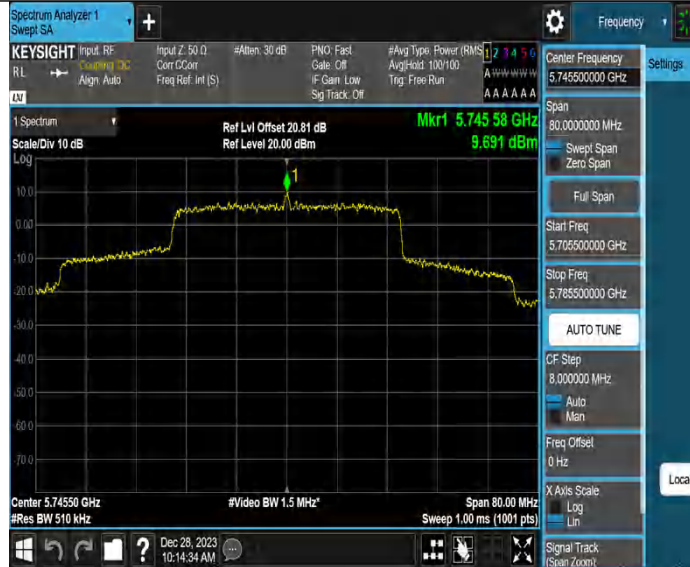 Spectrum Analyzer 1
Swept SA
+
Frequency
KEYSIGHT
RL
Input: RF
Coupling: DC
Align: Auto
Input Z: 50 Ω
Corr CCorr
Freq Ref: Int (S)
#Atten: 30 dB
PNO: Fast
Gate: Off
IF Gain: Low
Sig Track: Off
#Avg Type: Power (RMS
Avg|Hold: 100/100
Trig: Free Run
1 2 3 4 5 6
A W W W W W
A A A A A A
LXI
1 Spectrum
Scale/Div 10 dB
Ref Lvl Offset 20.81 dB
Ref Level 20.00 dBm
Mkr1 5.745 58 GHz
9.691 dBm
Log
1
10.0
0.00
-10.0
-20.0
-30.0
-40.0
-50.0
-60.0
-70.0
Center 5.74550 GHz
#Res BW 510 kHz
#Video BW 1.5 MHz*
Span 80.00 MHz
Sweep 1.00 ms (1001 pts)
?
Dec 28, 2023
10:14:34 AM
Center Frequency
5.745500000 GHz
Span
80.0000000 MHz
Swept Span
Zero Span
Full Span
Start Freq
5.705500000 GHz
Stop Freq
5.785500000 GHz
AUTO TUNE
CF Step
8.000000 MHz
Auto
Man
Freq Offset
0 Hz
X Axis Scale
Log
Lin
Signal Track
(Span Zoom)
Settings
Loca